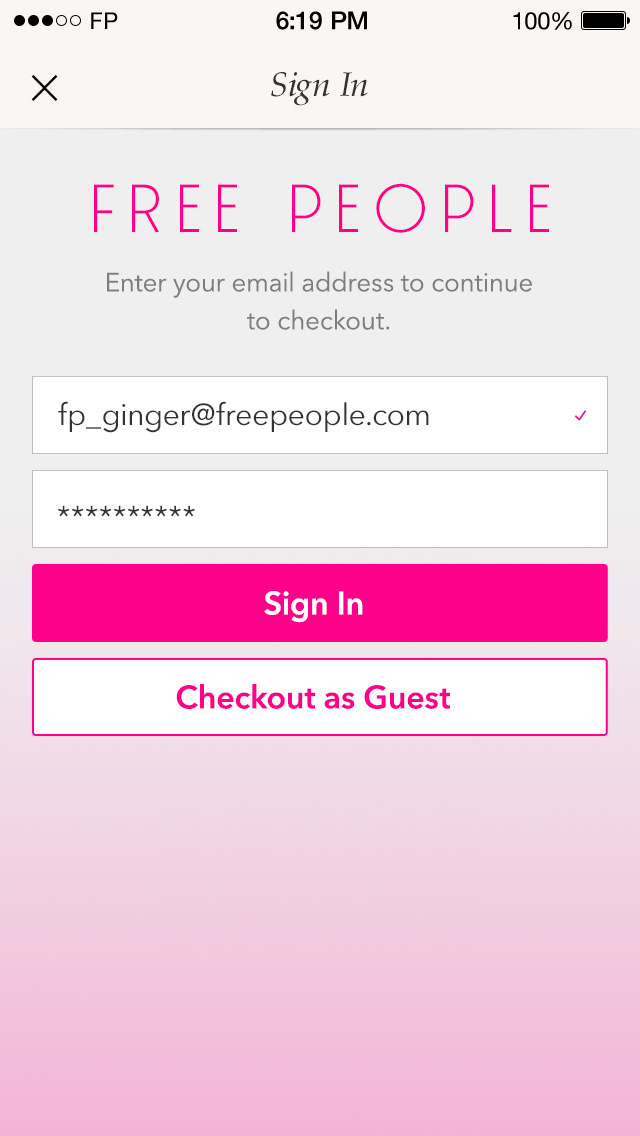 FP 6:19 PM 100%
Sign In
FREE PEOPLE
Enter your email address to continue
to checkout.
fp_ginger@freepeople.com
**********
Sign In
Checkout as Guest